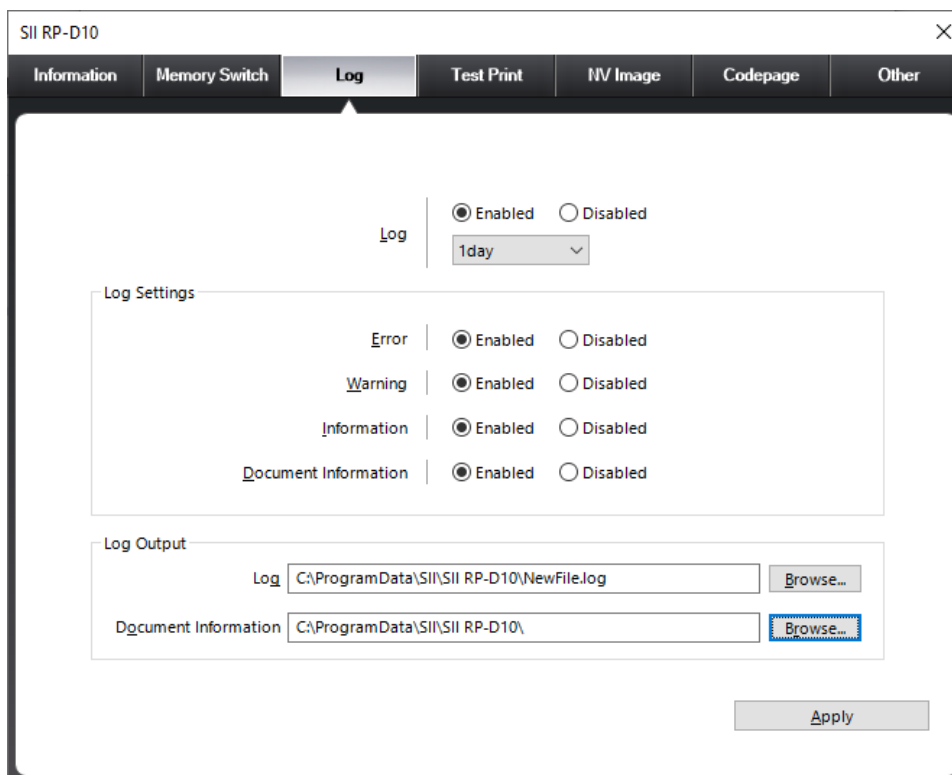 SII RP-D10
Information Memory Switch Log Test Print NV Image Codepage Other
Log Enabled Disabled
1day
Log Settings
Error Enabled Disabled
Warning Enabled Disabled
Information Enabled Disabled
Document Information Enabled Disabled
Log Output
Log C:\ProgramData\SII\SII RP-D10\NewFile.log Browse...
Document Information C:\ProgramData\SII\SII RP-D10\ Browse...
Apply